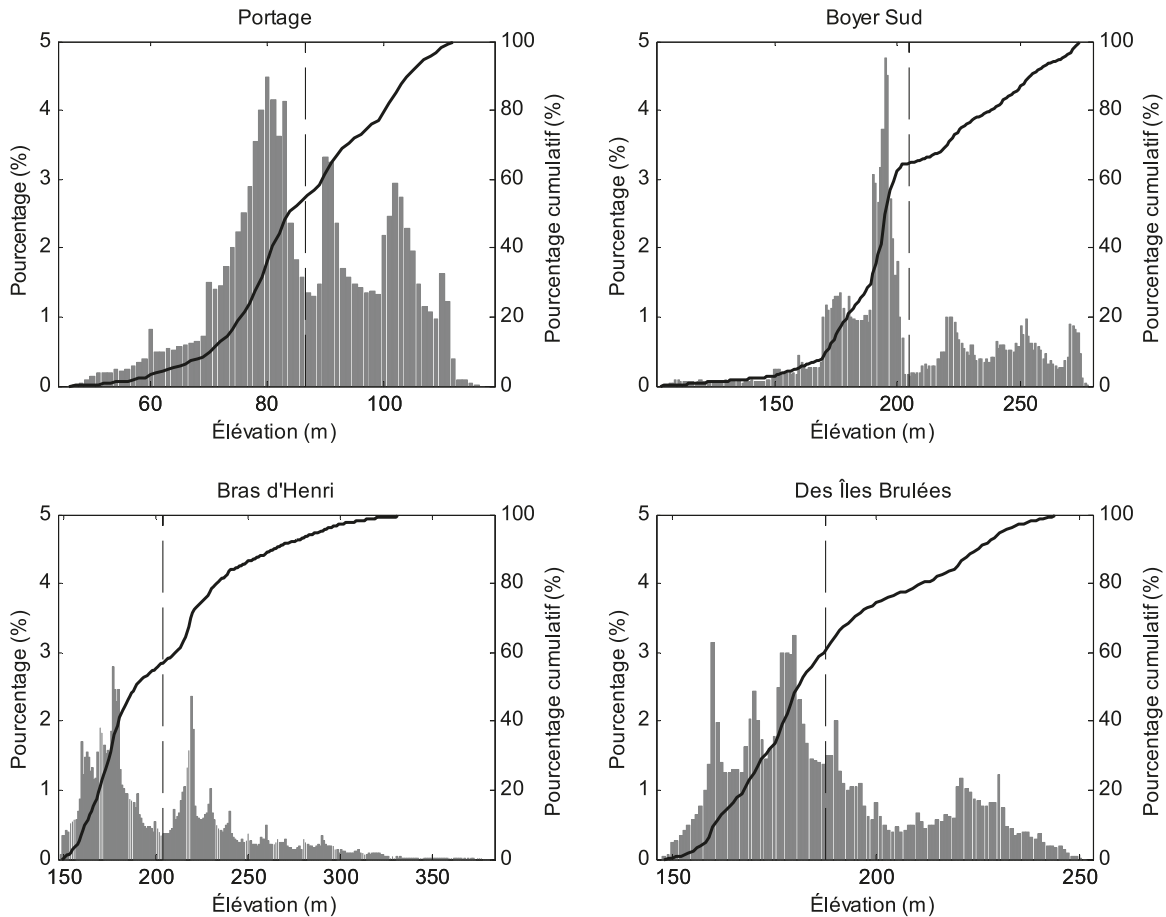 Portage
5
4
3
2
1
0
Pourcentage (%)
100
80
60
40
20
0
Pourcentage cumulatif (%)
60 80 100
Élévation (m)
Boyer Sud
5
4
3
2
1
0
Pourcentage (%)
100
80
60
40
20
0
Pourcentage cumulatif (%)
150 200 250
Élévation (m)
Bras d'Henri
5
4
3
2
1
0
Pourcentage (%)
100
80
60
40
20
0
Pourcentage cumulatif (%)
150 200 250 300 350
Élévation (m)
Des Îles Brulées
5
4
3
2
1
0
Pourcentage (%)
100
80
60
40
20
0
Pourcentage cumulatif (%)
150 200 250
Élévation (m)